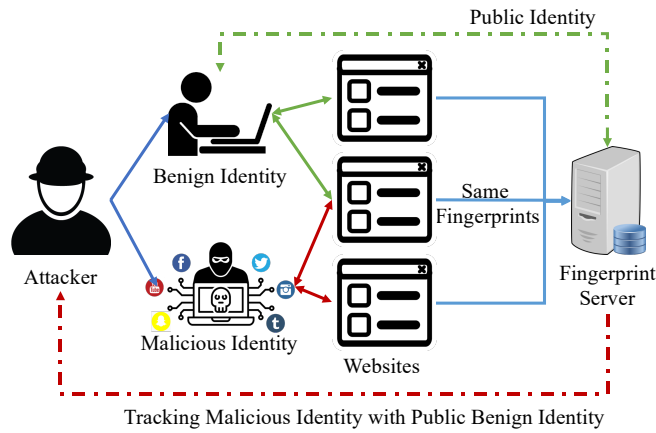 Public Identity
Benign Identity
Same
Fingerprints
Attacker
Fingerprint
Server
Malicious Identity
Websites
Tracking Malicious Identity with Public Benign Identity